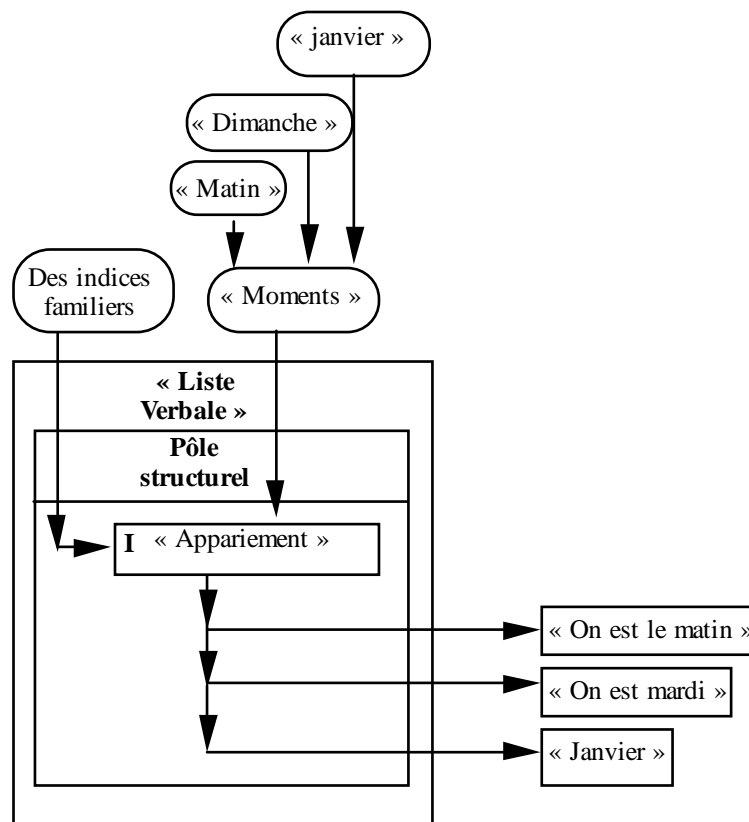 « janvier »
« Dimanche »
« Matin »
Des indices
familiers
« Moments »
« Liste
Verbale »
Pôle
structurel
I « Appariement »
« On est le matin »
« On est mardi »
« Janvier »